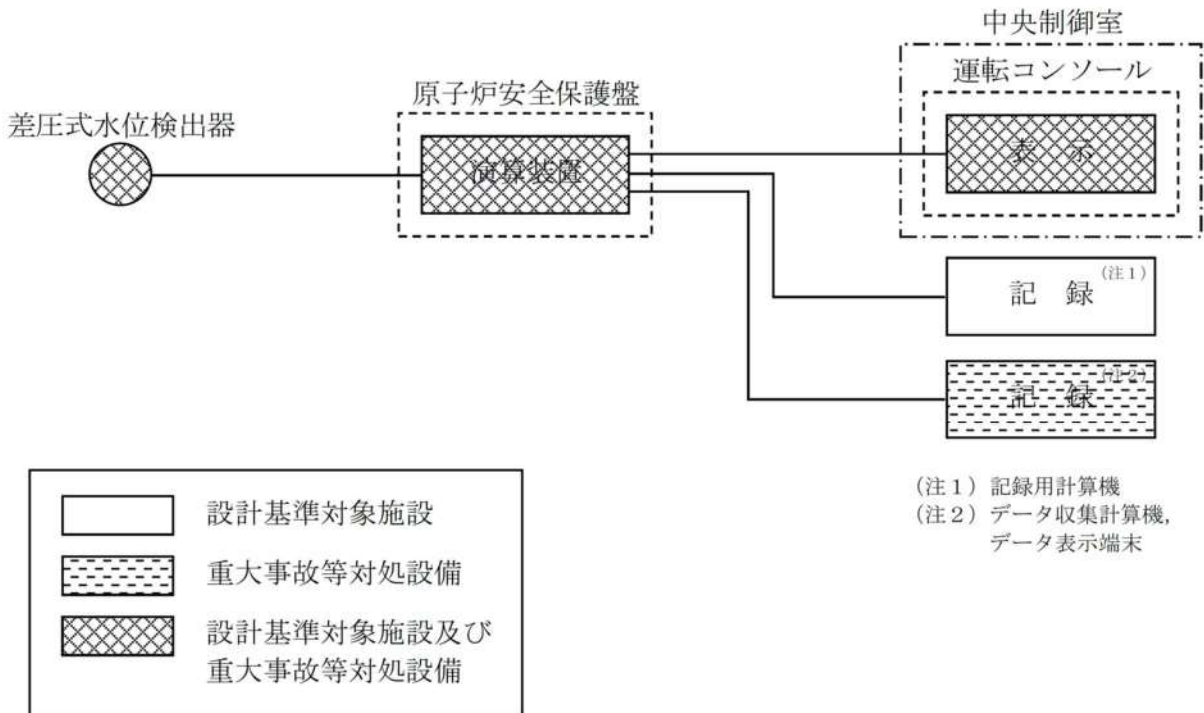 中央制御室
運転コンソール
原子炉安全保護盤
差圧式水位検出器
演算装置
表 示
記 録 (注1)
記 録 (注2)
(注1) 記録用計算機
(注2) データ収集計算機,
データ表示端末
設計基準対象施設
重大事故等対処設備
設計基準対象施設及び
重大事故等対処設備